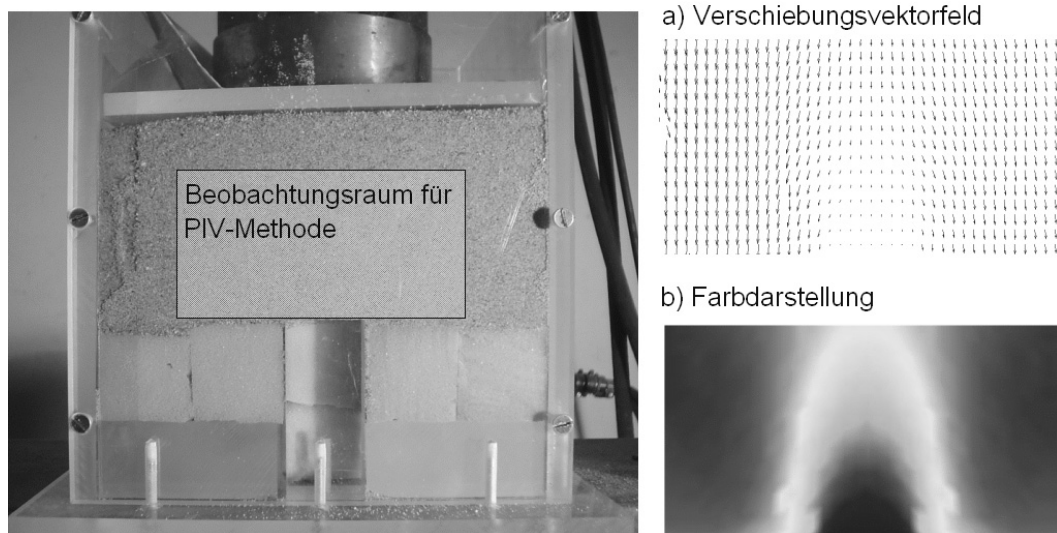 Beobachtungsraum für
PIV-Methode
a) Verschiebungsvektorfeld
b) Farbdarstellung